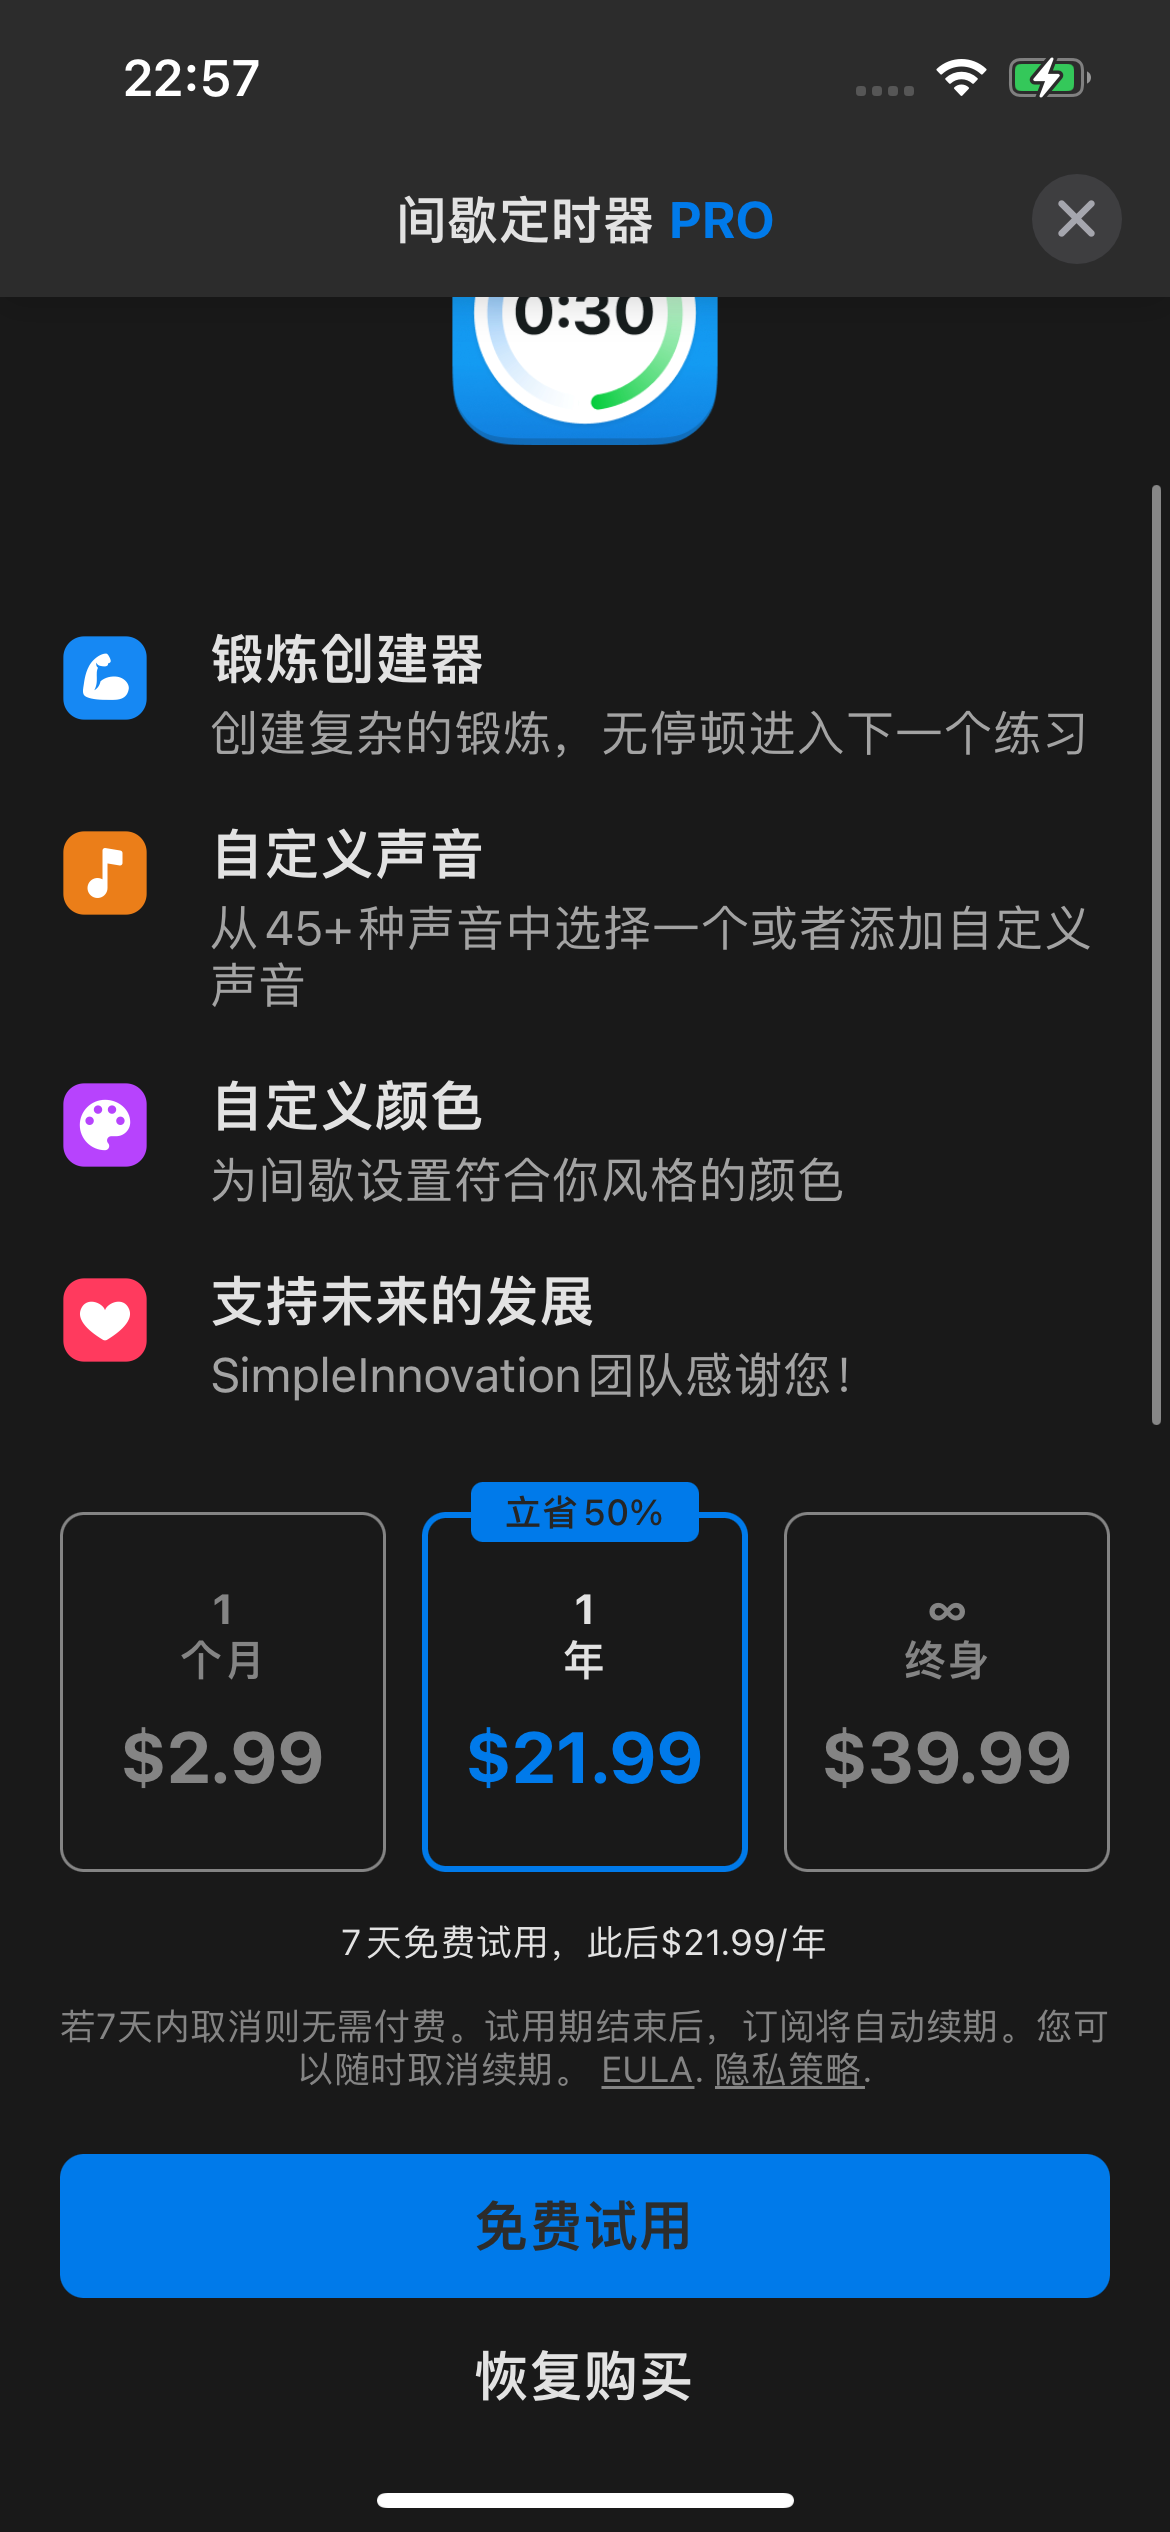 22:57
间歇定时器 PRO
0:30
锻炼创建器
创建复杂的锻炼，无停顿进入下一个练习
自定义声音
从45+种声音中选择一个或者添加自定义
声音
自定义颜色
为间歇设置符合你风格的颜色
支持未来的发展
SimpleInnovation团队感谢您！
立省50%
1
个月
$2.99
1
年
$21.99
∞
终身
$39.99
7天免费试用，此后$21.99/年
若7天内取消则无需付费。试用期结束后，订阅将自动续期。您可
以随时取消续期。 EULA. 隐私策略.
免费试用
恢复购买